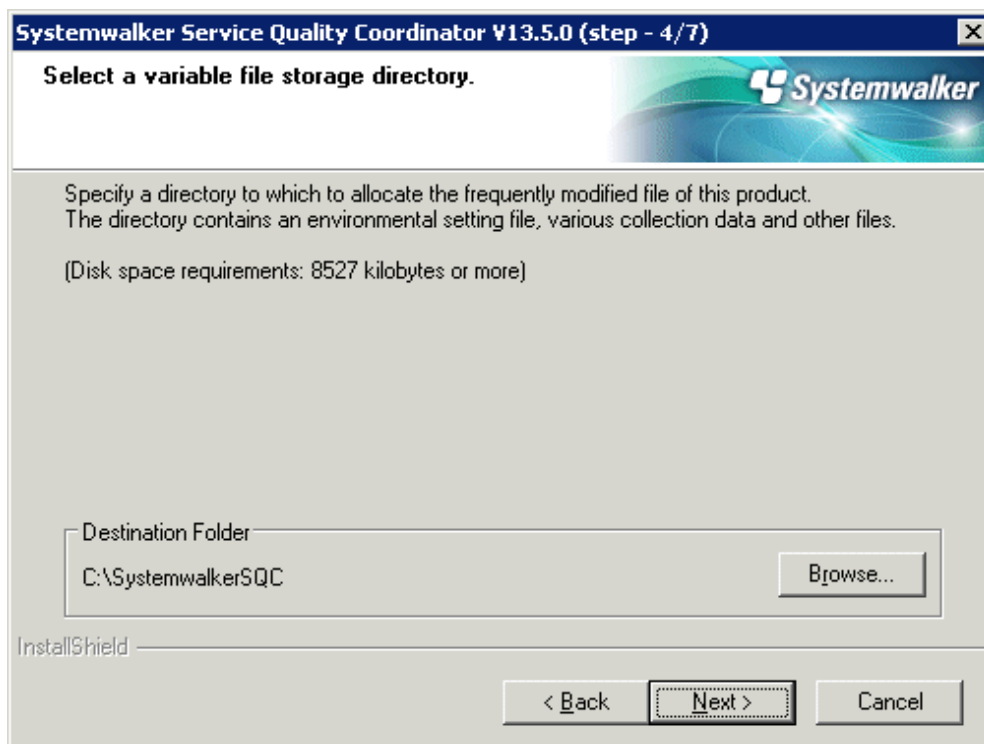 Systemwalker Service Quality Coordinator V13.5.0 (step - 4/7)
Select a variable file storage directory.
Systemwalker
Specify a directory to which to allocate the frequently modified file of this product.
The directory contains an environmental setting file, various collection data and other files.
(Disk space requirements: 8527 kilobytes or more)
Destination Folder
C:\SystemwalkerSQC
Browse...
InstallShield
< Back
Next >
Cancel